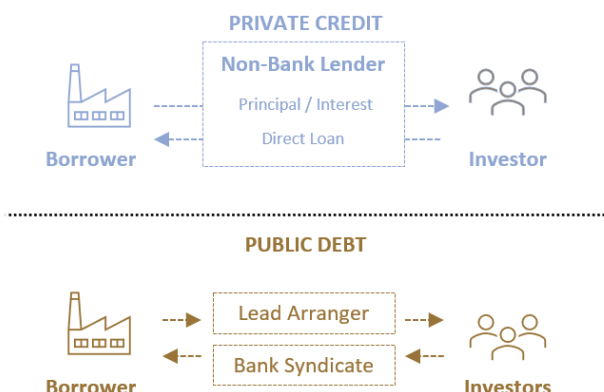 PRIVATE CREDIT
Non-Bank Lender
Principal / Interest
Direct Loan
Borrower
Investor
PUBLIC DEBT
Lead Arranger
Bank Syndicate
Borrower
Investors